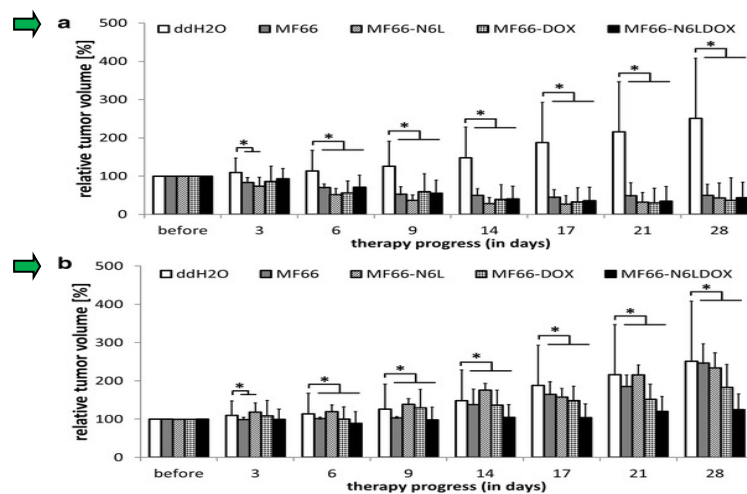 a
ddH2O MF66 MF66-N6L MF66-DOX MF66-N6LDOX
relative tumor volume [%]
500
400
300
200
100
0
* * * * * * *
before 3 6 9 14 17 21 28
therapy progress (in days)
b
ddH2O MF66 MF66-N6L MF66-DOX MF66-N6LDOX
relative tumor volume [%]
500
400
300
200
100
0
* * * * * * *
before 3 6 9 14 17 21 28
therapy progress (in days)